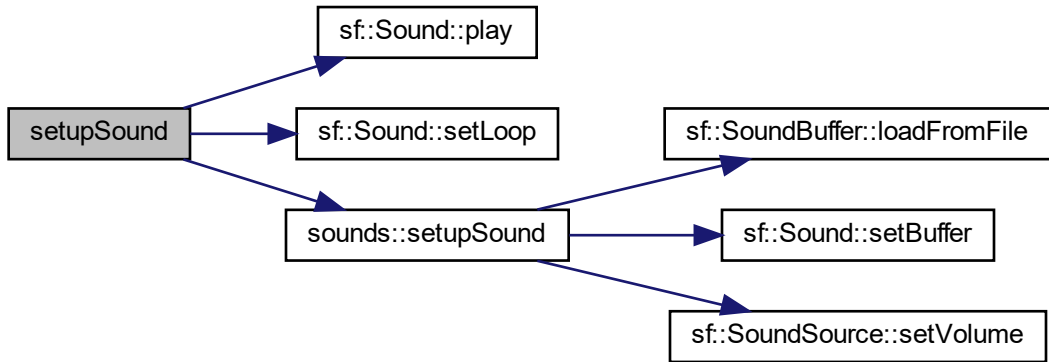 setupSound
sf::Sound::play
sf::Sound::setLoop
sounds::setupSound
sf::SoundBuffer::loadFromFile
sf::Sound::setBuffer
sf::SoundSource::setVolume